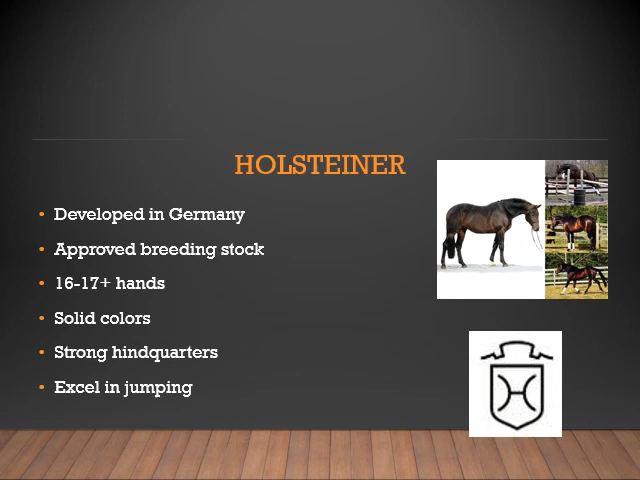 HOLSTEINER
• Developed in Germany
• Approved breeding stock
• 16-17+ hands
• Solid colors
• Strong hindquarters
• Excel in jumping